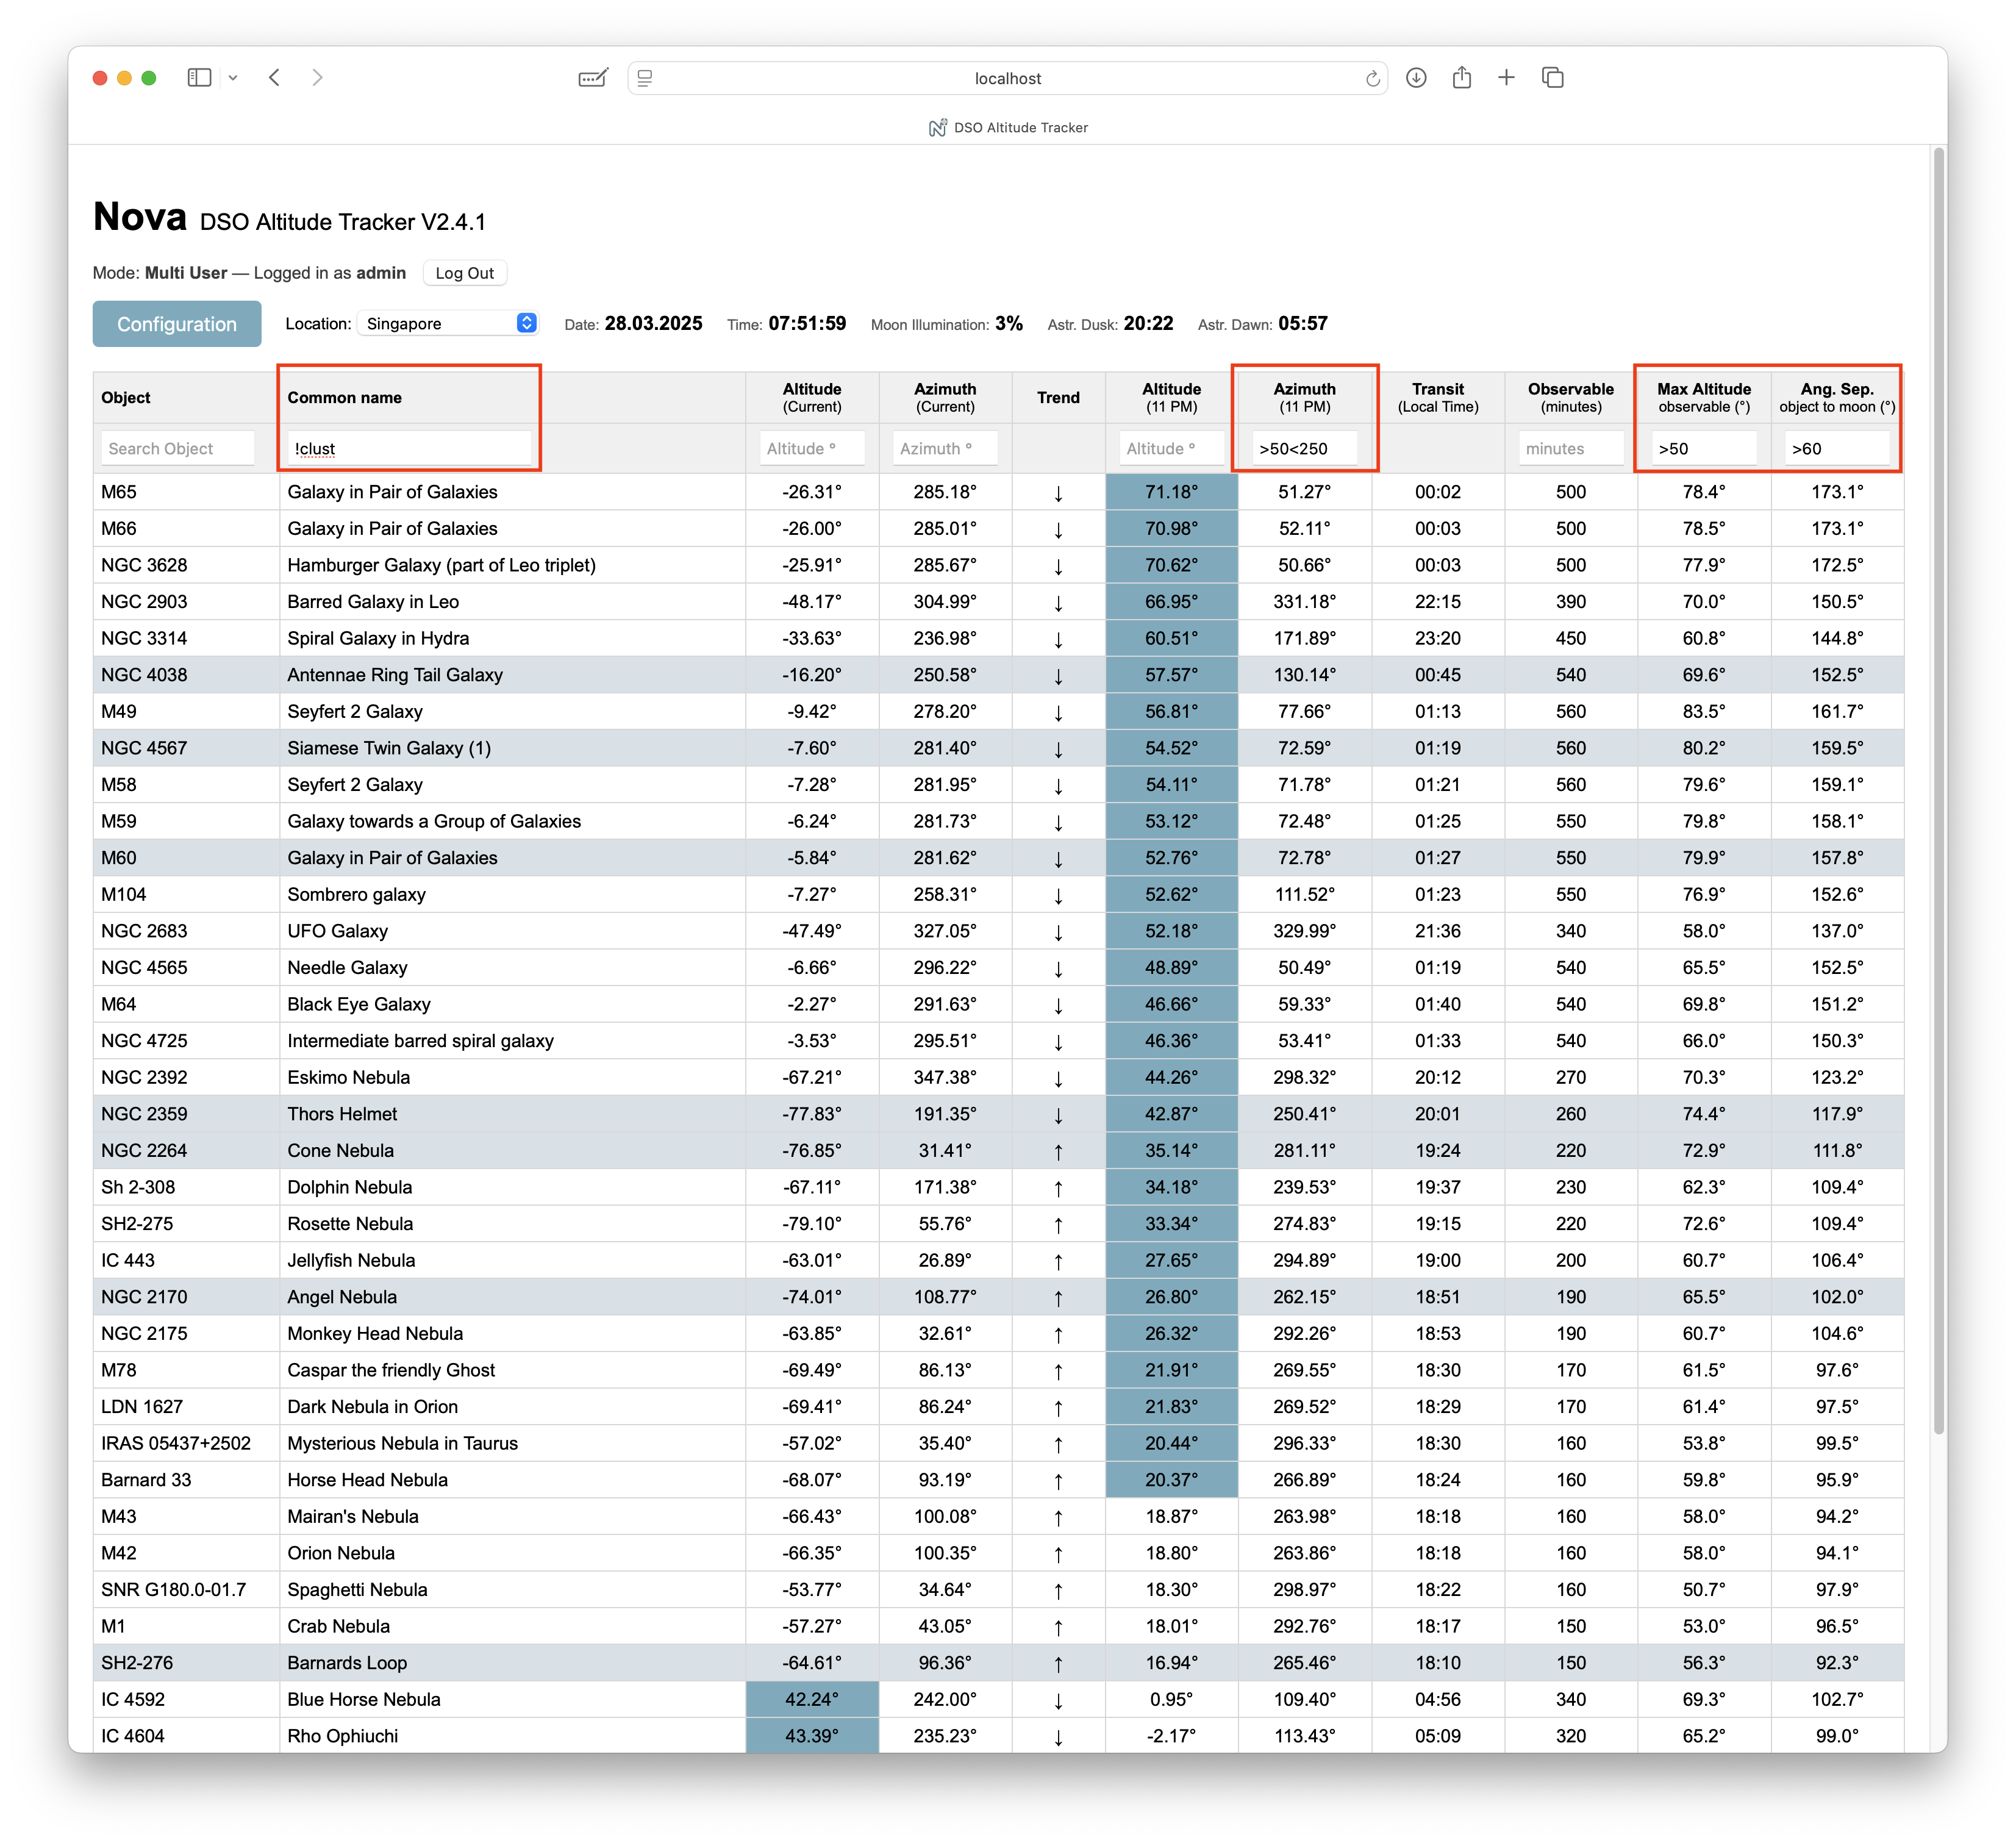 localhost
DSO Altitude Tracker
Nova DSO Altitude Tracker V2.4.1
Mode: Multi User — Logged in as admin Log Out
Configuration Location: Singapore Date: 28.03.2025 Time: 07:51:59 Moon Illumination: 3% Astr. Dusk: 20:22 Astr. Dawn: 05:57
Object Common name Altitude (Current) Azimuth (Current) Trend Altitude (11 PM) Azimuth (11 PM) Transit (Local Time) Observable (minutes) Max Altitude observable (°) Ang. Sep. object to moon (°)
Search Object !clust Altitude ° Azimuth ° Altitude ° >50<250 minutes >50 >60
M65 Galaxy in Pair of Galaxies -26.31° 285.18° ↓ 71.18° 51.27° 00:02 500 78.4° 173.1°
M66 Galaxy in Pair of Galaxies -26.00° 285.01° ↓ 70.98° 52.11° 00:03 500 78.5° 173.1°
NGC 3628 Hamburger Galaxy (part of Leo triplet) -25.91° 285.67° ↓ 70.62° 50.66° 00:03 500 77.9° 172.5°
NGC 2903 Barred Galaxy in Leo -48.17° 304.99° ↓ 66.95° 331.18° 22:15 390 70.0° 150.5°
NGC 3314 Spiral Galaxy in Hydra -33.63° 236.98° ↓ 60.51° 171.89° 23:20 450 60.8° 144.8°
NGC 4038 Antennae Ring Tail Galaxy -16.20° 250.58° ↓ 57.57° 130.14° 00:45 540 69.6° 152.5°
M49 Seyfert 2 Galaxy -9.42° 278.20° ↓ 56.81° 77.66° 01:13 560 83.5° 161.7°
NGC 4567 Siamese Twin Galaxy (1) -7.60° 281.40° ↓ 54.52° 72.59° 01:19 560 80.2° 159.5°
M58 Seyfert 2 Galaxy -7.28° 281.95° ↓ 54.11° 71.78° 01:21 560 79.6° 159.1°
M59 Galaxy towards a Group of Galaxies -6.24° 281.73° ↓ 53.12° 72.48° 01:25 550 79.8° 158.1°
M60 Galaxy in Pair of Galaxies -5.84° 281.62° ↓ 52.76° 72.78° 01:27 550 79.9° 157.8°
M104 Sombrero galaxy -7.27° 258.31° ↓ 52.62° 111.52° 01:23 550 76.9° 152.6°
NGC 2683 UFO Galaxy -47.49° 327.05° ↓ 52.18° 329.99° 21:36 340 58.0° 137.0°
NGC 4565 Needle Galaxy -6.66° 296.22° ↓ 48.89° 50.49° 01:19 540 65.5° 152.5°
M64 Black Eye Galaxy -2.27° 291.63° ↓ 46.66° 59.33° 01:40 540 69.8° 151.2°
NGC 4725 Intermediate barred spiral galaxy -3.53° 295.51° ↓ 46.36° 53.41° 01:33 540 66.0° 150.3°
NGC 2392 Eskimo Nebula -67.21° 347.38° ↓ 44.26° 298.32° 20:12 270 70.3° 123.2°
NGC 2359 Thors Helmet -77.83° 191.35° ↓ 42.87° 250.41° 20:01 260 74.4° 117.9°
NGC 2264 Cone Nebula -76.85° 31.41° ↑ 35.14° 281.11° 19:24 220 72.9° 111.8°
Sh 2-308 Dolphin Nebula -67.11° 171.38° ↑ 34.18° 239.53° 19:37 230 62.3° 109.4°
SH2-275 Rosette Nebula -79.10° 55.76° ↑ 33.34° 274.83° 19:15 220 72.6° 109.4°
IC 443 Jellyfish Nebula -63.01° 26.89° ↑ 27.65° 294.89° 19:00 200 60.7° 106.4°
NGC 2170 Angel Nebula -74.01° 108.77° ↑ 26.80° 262.15° 18:51 190 65.5° 102.0°
NGC 2175 Monkey Head Nebula -63.85° 32.61° ↑ 26.32° 292.26° 18:53 190 60.7° 104.6°
M78 Caspar the friendly Ghost -69.49° 86.13° ↑ 21.91° 269.55° 18:30 170 61.5° 97.6°
LDN 1627 Dark Nebula in Orion -69.41° 86.24° ↑ 21.83° 269.52° 18:29 170 61.4° 97.5°
IRAS 05437+2502 Mysterious Nebula in Taurus -57.02° 35.40° ↑ 20.44° 296.33° 18:30 160 53.8° 99.5°
Barnard 33 Horse Head Nebula -68.07° 93.19° ↑ 20.37° 266.89° 18:24 160 59.8° 95.9°
M43 Mairan's Nebula -66.43° 100.08° ↑ 18.87° 263.98° 18:18 160 58.0° 94.2°
M42 Orion Nebula -66.35° 100.35° ↑ 18.80° 263.86° 18:18 160 58.0° 94.1°
SNR G180.0-01.7 Spaghetti Nebula -53.77° 34.64° ↑ 18.30° 298.97° 18:22 160 50.7° 97.9°
M1 Crab Nebula -57.27° 43.05° ↑ 18.01° 292.76° 18:17 150 53.0° 96.5°
SH2-276 Barnards Loop -64.61° 96.36° ↑ 16.94° 265.46° 18:10 150 56.3° 92.3°
IC 4592 Blue Horse Nebula 42.24° 242.00° ↓ 0.95° 109.40° 04:56 340 69.3° 102.7°
IC 4604 Rho Ophiuchi 43.39° 235.23° ↓ -2.17° 113.43° 05:09 320 65.2° 99.0°